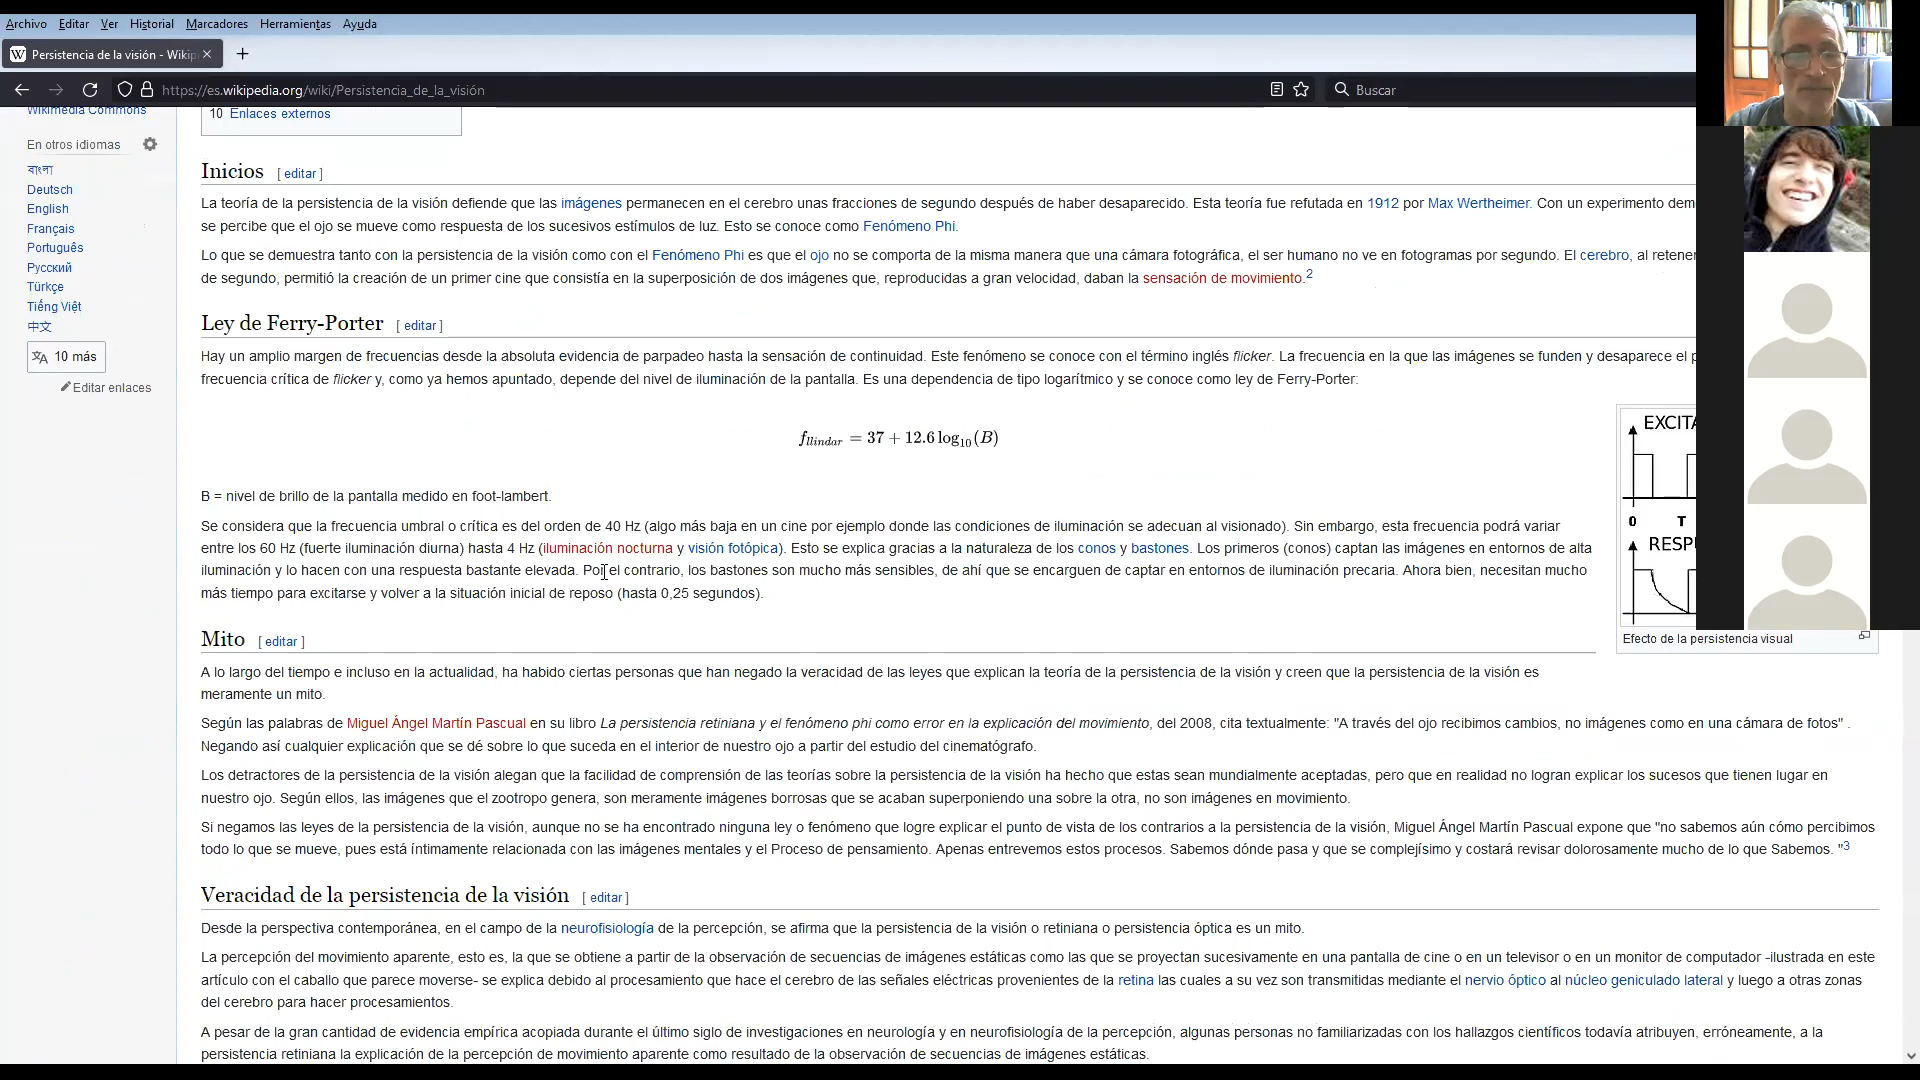 Archivo Editar Ver Historial Marcadores Herramientas Ayuda
W Persistencia de la visión - Wikip
https://es.wikipedia.org/wiki/Persistencia_de_la_visión
Buscar
Wikimedia Commons
En otros idiomas
বাংলা
Deutsch
English
Français
Português
Русский
Türkçe
Tiếng Việt
中文
10 más
Editar enlaces
10 Enlaces externos
Inicios [ editar ]
La teoría de la persistencia de la visión defiende que las imágenes permanecen en el cerebro unas fracciones de segundo después de haber desaparecido. Esta teoría fue refutada en 1912 por Max Wertheimer. Con un experimento dem
se percibe que el ojo se mueve como respuesta de los sucesivos estímulos de luz. Esto se conoce como Fenómeno Phi.
Lo que se demuestra tanto con la persistencia de la visión como con el Fenómeno Phi es que el ojo no se comporta de la misma manera que una cámara fotográfica, el ser humano no ve en fotogramas por segundo. El cerebro, al retener
de segundo, permitió la creación de un primer cine que consistía en la superposición de dos imágenes que, reproducidas a gran velocidad, daban la sensación de movimiento.2
Ley de Ferry-Porter [ editar ]
Hay un amplio margen de frecuencias desde la absoluta evidencia de parpadeo hasta la sensación de continuidad. Este fenómeno se conoce con el término inglés flicker. La frecuencia en la que las imágenes se funden y desaparece el p
frecuencia crítica de flicker y, como ya hemos apuntado, depende del nivel de iluminación de la pantalla. Es una dependencia de tipo logarítmico y se conoce como ley de Ferry-Porter:
f_llindar = 37 + 12.6 log10(B)
B = nivel de brillo de la pantalla medido en foot-lambert.
Se considera que la frecuencia umbral o crítica es del orden de 40 Hz (algo más baja en un cine por ejemplo donde las condiciones de iluminación se adecuan al visionado). Sin embargo, esta frecuencia podrá variar
entre los 60 Hz (fuerte iluminación diurna) hasta 4 Hz (iluminación nocturna y visión fotópica). Esto se explica gracias a la naturaleza de los conos y bastones. Los primeros (conos) captan las imágenes en entornos de alta
iluminación y lo hacen con una respuesta bastante elevada. Por el contrario, los bastones son mucho más sensibles, de ahí que se encarguen de captar en entornos de iluminación precaria. Ahora bien, necesitan mucho
más tiempo para excitarse y volver a la situación inicial de reposo (hasta 0,25 segundos).
EXCITA
0 T
RESPU
Efecto de la persistencia visual
Mito [ editar ]
A lo largo del tiempo e incluso en la actualidad, ha habido ciertas personas que han negado la veracidad de las leyes que explican la teoría de la persistencia de la visión y creen que la persistencia de la visión es
meramente un mito.
Según las palabras de Miguel Ángel Martín Pascual en su libro La persistencia retiniana y el fenómeno phi como error en la explicación del movimiento, del 2008, cita textualmente: "A través del ojo recibimos cambios, no imágenes como en una cámara de fotos" .
Negando así cualquier explicación que se dé sobre lo que suceda en el interior de nuestro ojo a partir del estudio del cinematógrafo.
Los detractores de la persistencia de la visión alegan que la facilidad de comprensión de las teorías sobre la persistencia de la visión ha hecho que estas sean mundialmente aceptadas, pero que en realidad no logran explicar los sucesos que tienen lugar en
nuestro ojo. Según ellos, las imágenes que el zootropo genera, son meramente imágenes borrosas que se acaban superponiendo una sobre la otra, no son imágenes en movimiento.
Si negamos las leyes de la persistencia de la visión, aunque no se ha encontrado ninguna ley o fenómeno que logre explicar el punto de vista de los contrarios a la persistencia de la visión, Miguel Ángel Martín Pascual expone que "no sabemos aún cómo percibimos
todo lo que se mueve, pues está íntimamente relacionada con las imágenes mentales y el Proceso de pensamiento. Apenas entrevemos estos procesos. Sabemos dónde pasa y que se complejísimo y costará revisar dolorosamente mucho de lo que Sabemos. "3
Veracidad de la persistencia de la visión [ editar ]
Desde la perspectiva contemporánea, en el campo de la neurofisiología de la percepción, se afirma que la persistencia de la visión o retiniana o persistencia óptica es un mito.
La percepción del movimiento aparente, esto es, la que se obtiene a partir de la observación de secuencias de imágenes estáticas como las que se proyectan sucesivamente en una pantalla de cine o en un televisor o en un monitor de computador -ilustrada en este
artículo con el caballo que parece moverse- se explica debido al procesamiento que hace el cerebro de las señales eléctricas provenientes de la retina las cuales a su vez son transmitidas mediante el nervio óptico al núcleo geniculado lateral y luego a otras zonas
del cerebro para hacer procesamientos.
A pesar de la gran cantidad de evidencia empírica acopiada durante el último siglo de investigaciones en neurología y en neurofisiología de la percepción, algunas personas no familiarizadas con los hallazgos científicos todavía atribuyen, erróneamente, a la
persistencia retiniana la explicación de la percepción de movimiento aparente como resultado de la observación de secuencias de imágenes estáticas.